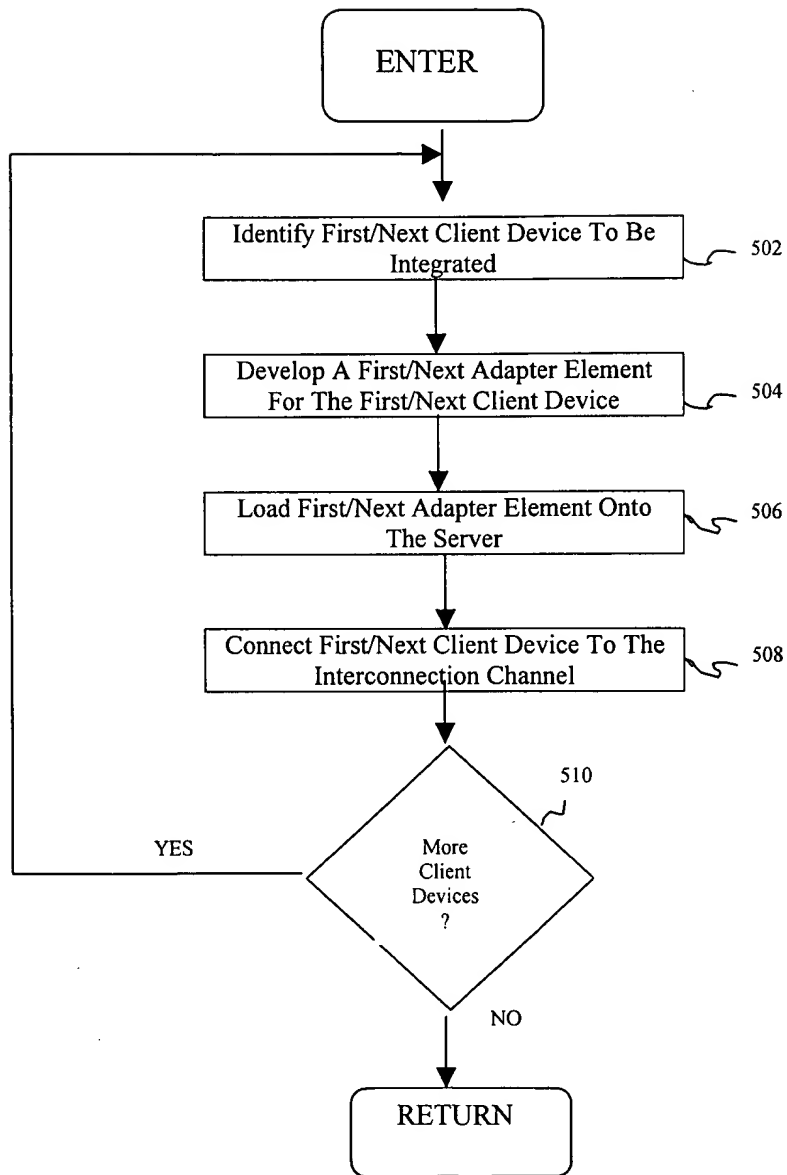 ENTER
Identify First/Next Client Device To Be
Integrated
502
Develop A First/Next Adapter Element
For The First/Next Client Device
504
Load First/Next Adapter Element Onto
The Server
506
Connect First/Next Client Device To The
Interconnection Channel
508
510
More
Client
Devices
?
YES
NO
RETURN